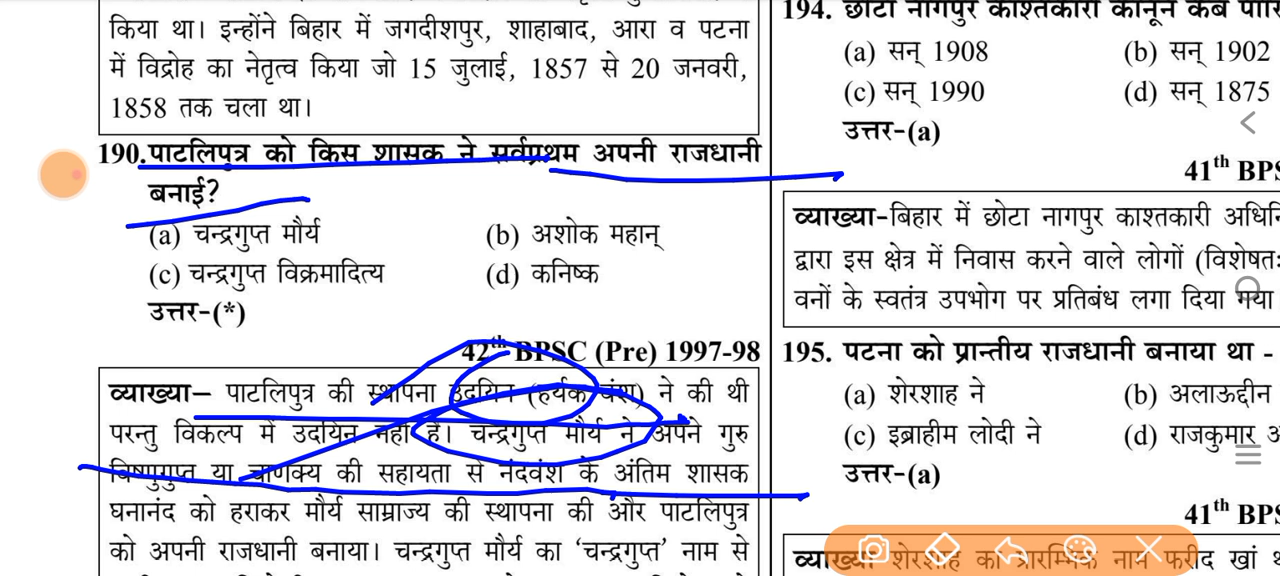 किया था। इन्होंने बिहार में जगदीशपुर, शाहाबाद, आरा व पटना
में विद्रोह का नेतृत्व किया जो 15 जुलाई, 1857 से 20 जनवरी,
1858 तक चला था।
190. पाटलिपुत्र को किस शासक ने सर्वप्रथम अपनी राजधानी
बनाई?
(a) चन्द्रगुप्त मौर्य (b) अशोक महान्
(c) चन्द्रगुप्त विक्रमादित्य (d) कनिष्क
उत्तर-(*)
42th BPSC (Pre) 1997-98
व्याख्या– पाटलिपुत्र की स्थापना उदयिन (हर्यक वंश) ने की थी
परन्तु विकल्प में उदयिन नहीं है। चन्द्रगुप्त मौर्य ने अपने गुरु
विष्णुगुप्त या चाणक्य की सहायता से नंदवंश के अंतिम शासक
घनानंद को हराकर मौर्य साम्राज्य की स्थापना की और पाटलिपुत्र
को अपनी राजधानी बनाया। चन्द्रगुप्त मौर्य का ‘चन्द्रगुप्त’ नाम से
194. छोटा नागपुर काश्तकारी कानून कब
(a) सन् 1908 (b) सन् 1902
(c) सन् 1990 (d) सन् 1875
उत्तर-(a)
41th
व्याख्या-बिहार में छोटा नागपुर काश्तकारी
द्वारा इस क्षेत्र में निवास करने वाले लोगों
वनों के स्वतंत्र उपभोग पर प्रतिबंध लगा दिया गया
195. पटना को प्रान्तीय राजधानी बनाया था -
(a) शेरशाह ने (b) अलाऊद्दीन
(c) इब्राहीम लोदी ने (d) राजकुमार
उत्तर-(a)
41th
व्याख्या शेरशाह का प्रारम्भिक नाम फरीद खां